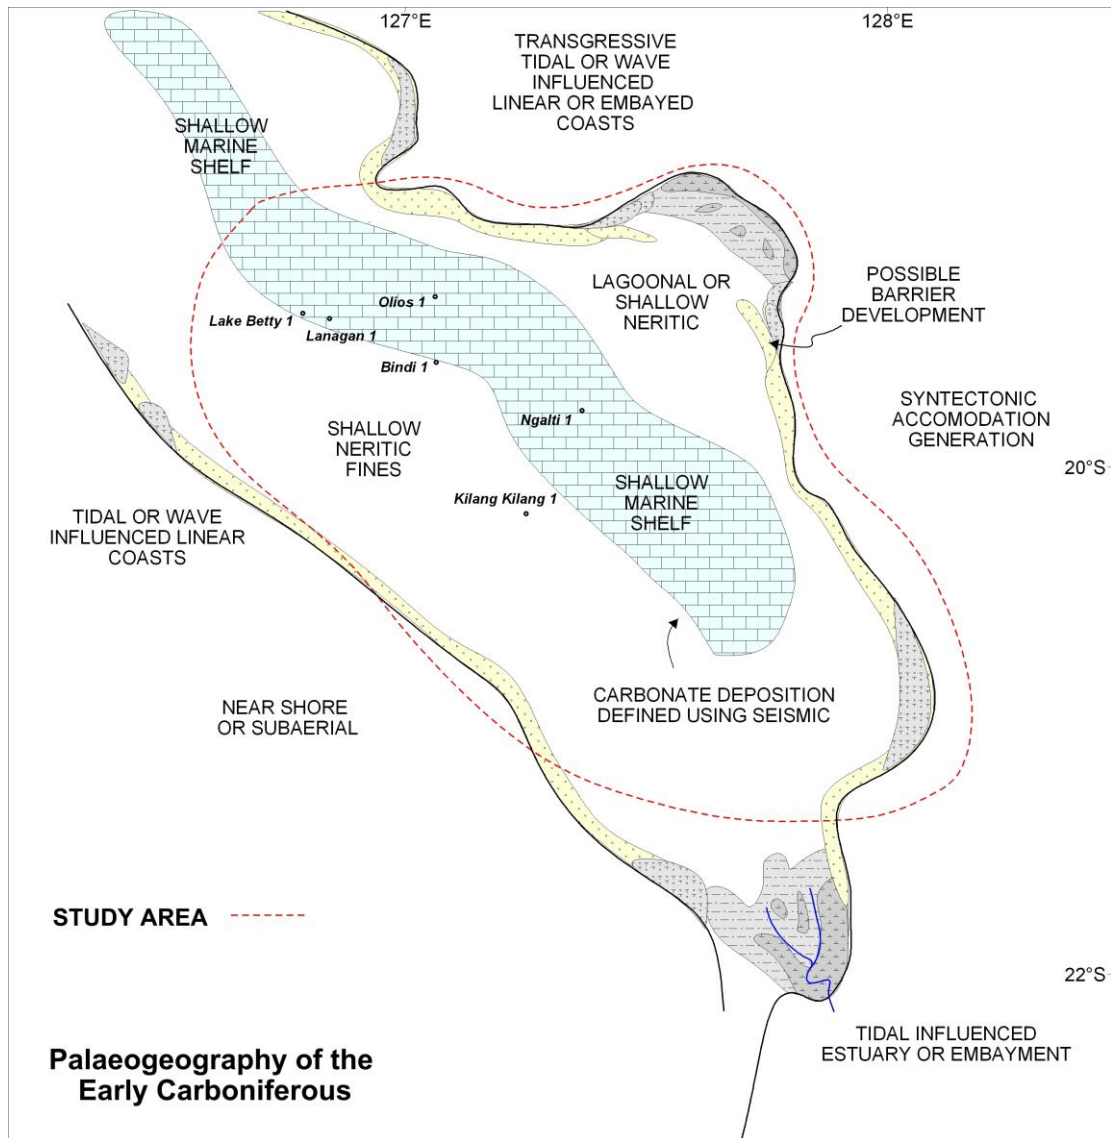 127°E
128°E
TRANSGRESSIVE
TIDAL OR WAVE
INFLUENCED
LINEAR OR EMBAYED
COASTS
SHALLOW
MARINE
SHELF
LAGOONAL OR
SHALLOW
NERITIC
POSSIBLE
BARRIER
DEVELOPMENT
Olios 1
Lake Betty 1
Lanagan 1
Bindi 1
Ngalti 1
SYNTECTONIC
ACCOMODATION
GENERATION
SHALLOW
NERITIC
FINES
20°S
Kilang Kilang 1
SHALLOW
MARINE
SHELF
TIDAL OR WAVE
INFLUENCED LINEAR
COASTS
NEAR SHORE
OR SUBAERIAL
CARBONATE DEPOSITION
DEFINED USING SEISMIC
STUDY AREA
22°S
TIDAL INFLUENCED
ESTUARY OR EMBAYMENT
Palaeogeography of the
Early Carboniferous